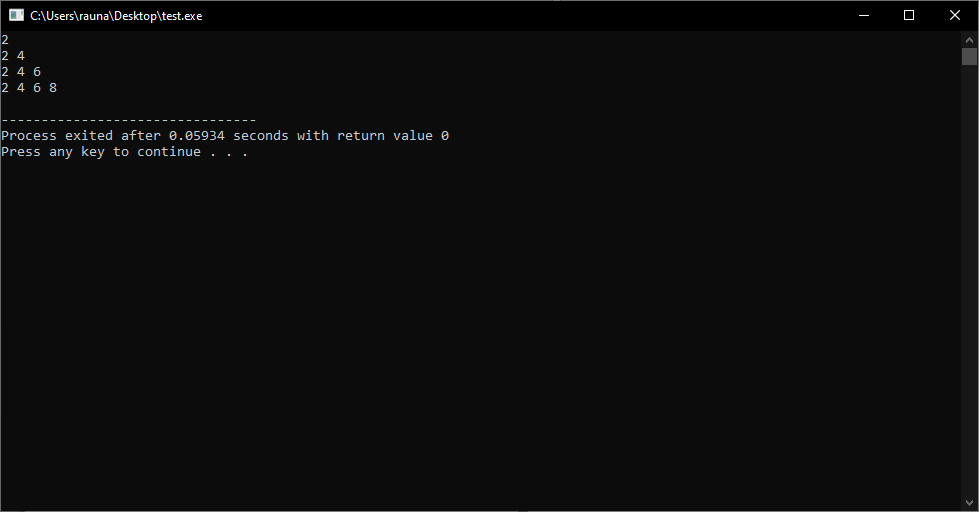 C:\Users\rauna\Desktop\test.exe
2
2 4
2 4 6
2 4 6 8
--------------------------------
Process exited after 0.05934 seconds with return value 0
Press any key to continue . . .